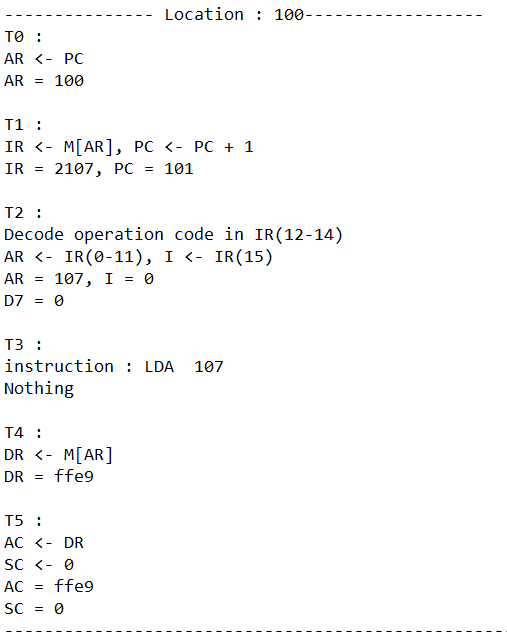 --------------- Location : 100------------------
T0 :
AR <- PC
AR = 100
T1 :
IR <- M[AR], PC <- PC + 1
IR = 2107, PC = 101
T2 :
Decode operation code in IR(12-14)
AR <- IR(0-11), I <- IR(15)
AR = 107, I = 0
D7 = 0
T3 :
instruction : LDA  107
Nothing
T4 :
DR <- M[AR]
DR = ffe9
T5 :
AC <- DR
SC <- 0
AC = ffe9
SC = 0
---------------------------------------------------